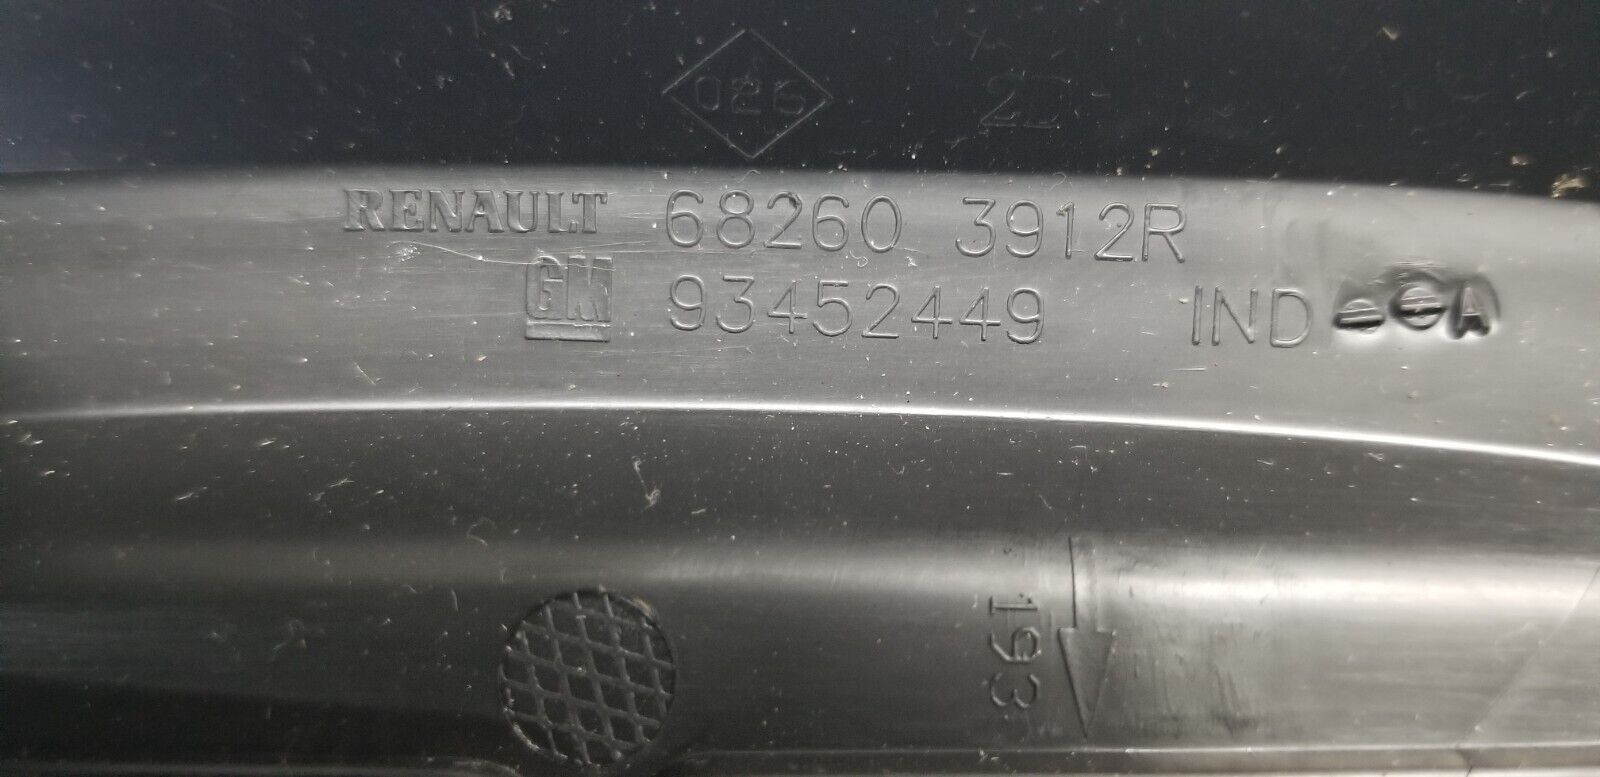 026
RENAULT 68260 3912R
GM 93452449 IND A
193